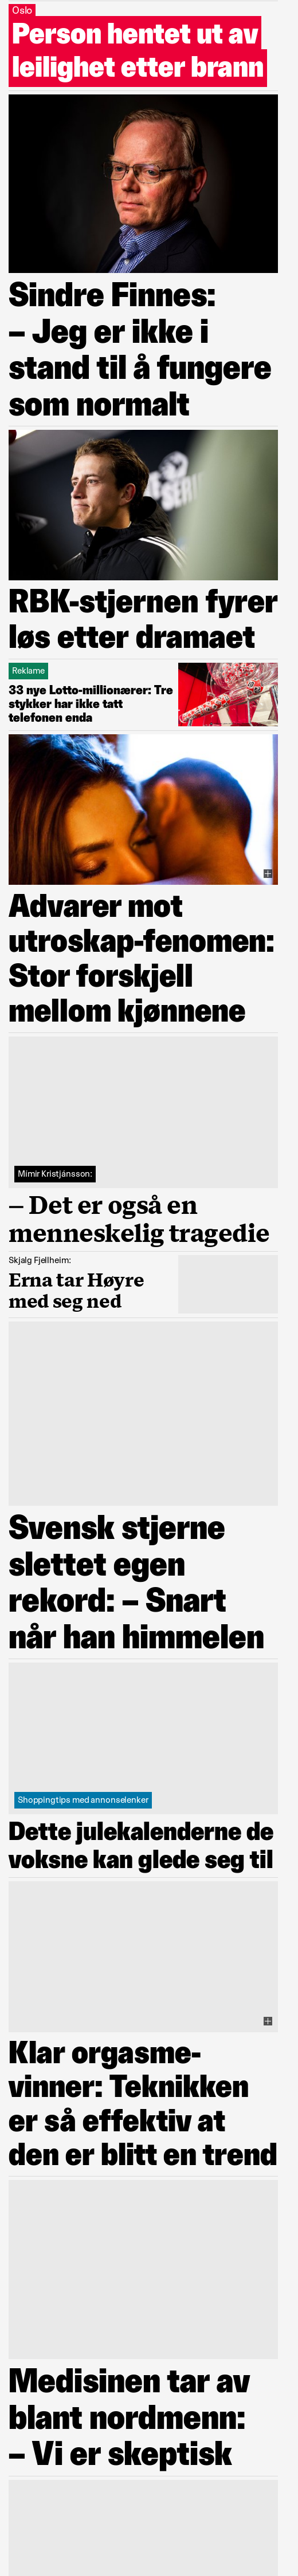 Oslo
Person hentet ut av
leilighet etter brann
Sindre Finnes:
– Jeg er ikke i
stand til å fungere
som normalt
RBK-stjernen fyrer
løs etter dramaet
Reklame
33 nye Lotto-millionærer: Tre
stykker har ikke tatt
telefonen enda
Advarer mot
utroskap-fenomen:
Stor forskjell
mellom kjønnene
Mímir Kristjánsson:
– Det er også en
menneskelig tragedie
Skjalg Fjellheim:
Erna tar Høyre
med seg ned
Svensk stjerne
slettet egen
rekord: – Snart
når han himmelen
Shoppingtips med annonselenker
Dette julekalenderne de
voksne kan glede seg til
Klar orgasme-
vinner: Teknikken
er så effektiv at
den er blitt en trend
Medisinen tar av
blant nordmenn:
– Vi er skeptisk